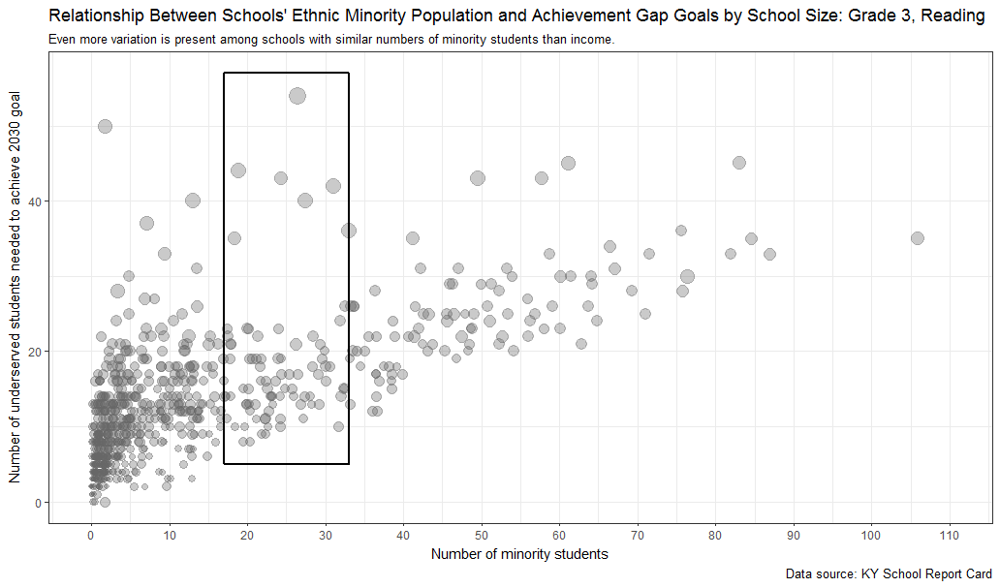 Relationship Between Schools' Ethnic Minority Population and Achievement Gap Goals by School Size: Grade 3, Reading
Even more variation is present among schools with similar numbers of minority students than income.
Number of underserved students needed to achieve 2030 goal
40
20
0
0 10 20 30 40 50 60 70 80 90 100 110
Number of minority students
Data source: KY School Report Card